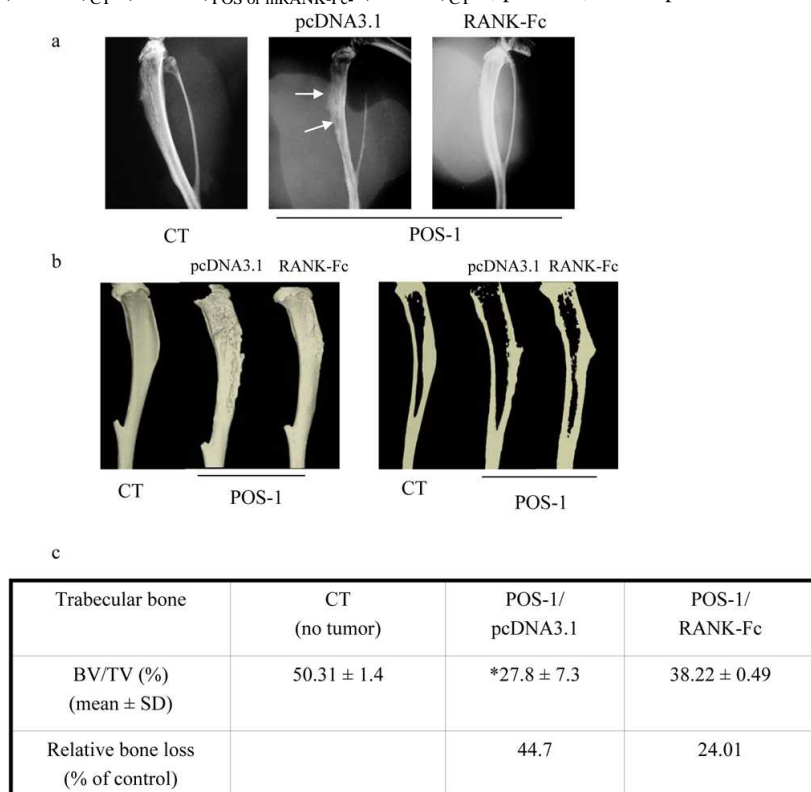 pcDNA3.1 RANK-Fc
a
CT POS-1
b
pcDNA3.1 RANK-Fc pcDNA3.1 RANK-Fc
CT POS-1 CT POS-1
c
Trabecular bone CT (no tumor) POS-1/ pcDNA3.1 POS-1/ RANK-Fc
BV/TV (%) (mean ± SD) 50.31 ± 1.4 *27.8 ± 7.3 38.22 ± 0.49
Relative bone loss (% of control) 44.7 24.01